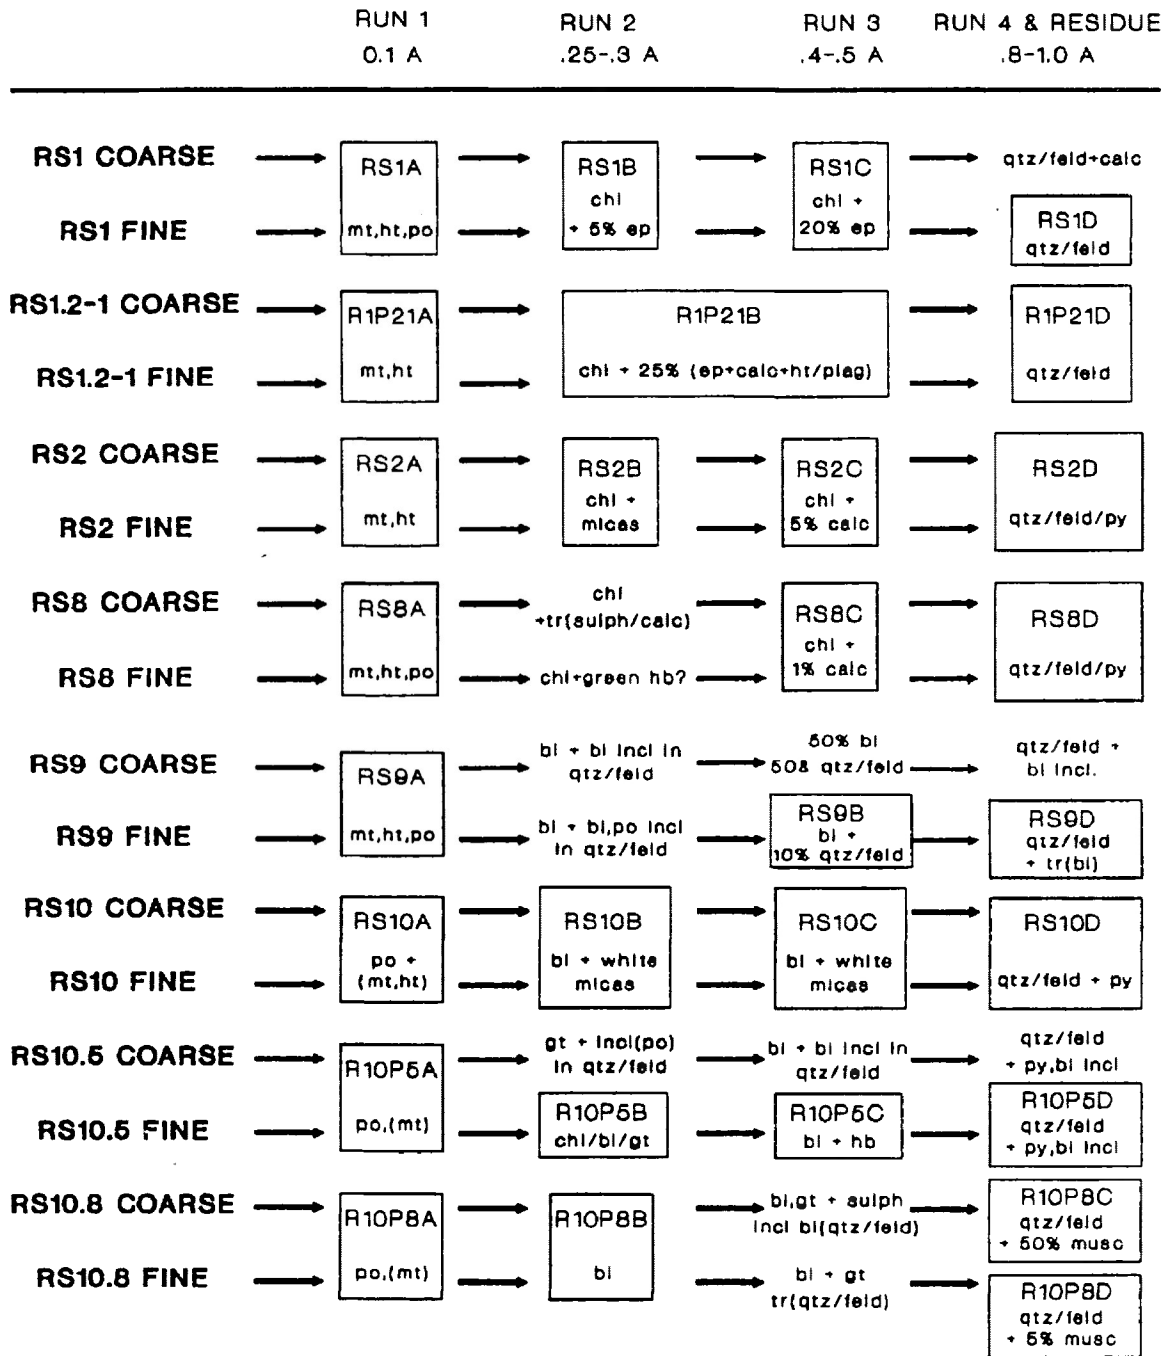 RUN 1 RUN 2 RUN 3 RUN 4 & RESIDUE
0.1 A .25-.3 A .4-.5 A .8-1.0 A
RS1 COARSE
RS1 FINE
RS1A
mt,ht,po
RS1B
chl
+ 5% ep
RS1C
chl +
20% ep
qtz/feld+calc
RS1D
qtz/feld
RS1.2-1 COARSE
RS1.2-1 FINE
R1P21A
mt,ht
R1P21B
chl + 25% (ep+calc+ht/plag)
R1P21D
qtz/feld
RS2 COARSE
RS2 FINE
RS2A
mt,ht
RS2B
chl +
micas
RS2C
chl +
5% calc
RS2D
qtz/feld/py
RS8 COARSE
RS8 FINE
RS8A
mt,ht,po
chl
+tr(sulph/calc)
chl+green hb?
RS8C
chl +
1% calc
RS8D
qtz/feld/py
RS9 COARSE
RS9 FINE
RS9A
mt,ht,po
bi + bi incl in
qtz/feld
bi + bi,po incl
in qtz/feld
50% bi
50& qtz/feld
RS9B
bi +
10% qtz/feld
qtz/feld +
bi incl.
RS9D
qtz/feld
+ tr(bi)
RS10 COARSE
RS10 FINE
RS10A
po +
(mt,ht)
RS10B
bi + white
micas
RS10C
bi + white
micas
RS10D
qtz/feld + py
RS10.5 COARSE
RS10.5 FINE
R10P5A
po,(mt)
gt + incl(po)
in qtz/feld
R10P5B
chl/bi/gt
bi + bi incl in
qtz/feld
R10P5C
bi + hb
qtz/feld
+ py,bi incl
R10P5D
qtz/feld
+ py,bi incl
RS10.8 COARSE
RS10.8 FINE
R10P8A
po,(mt)
R10P8B
bi
bi,gt + sulph
incl bi(qtz/feld)
bi + gt
tr(qtz/feld)
R10P8C
qtz/feld
+ 50% musc
R10P8D
qtz/feld
+ 5% musc